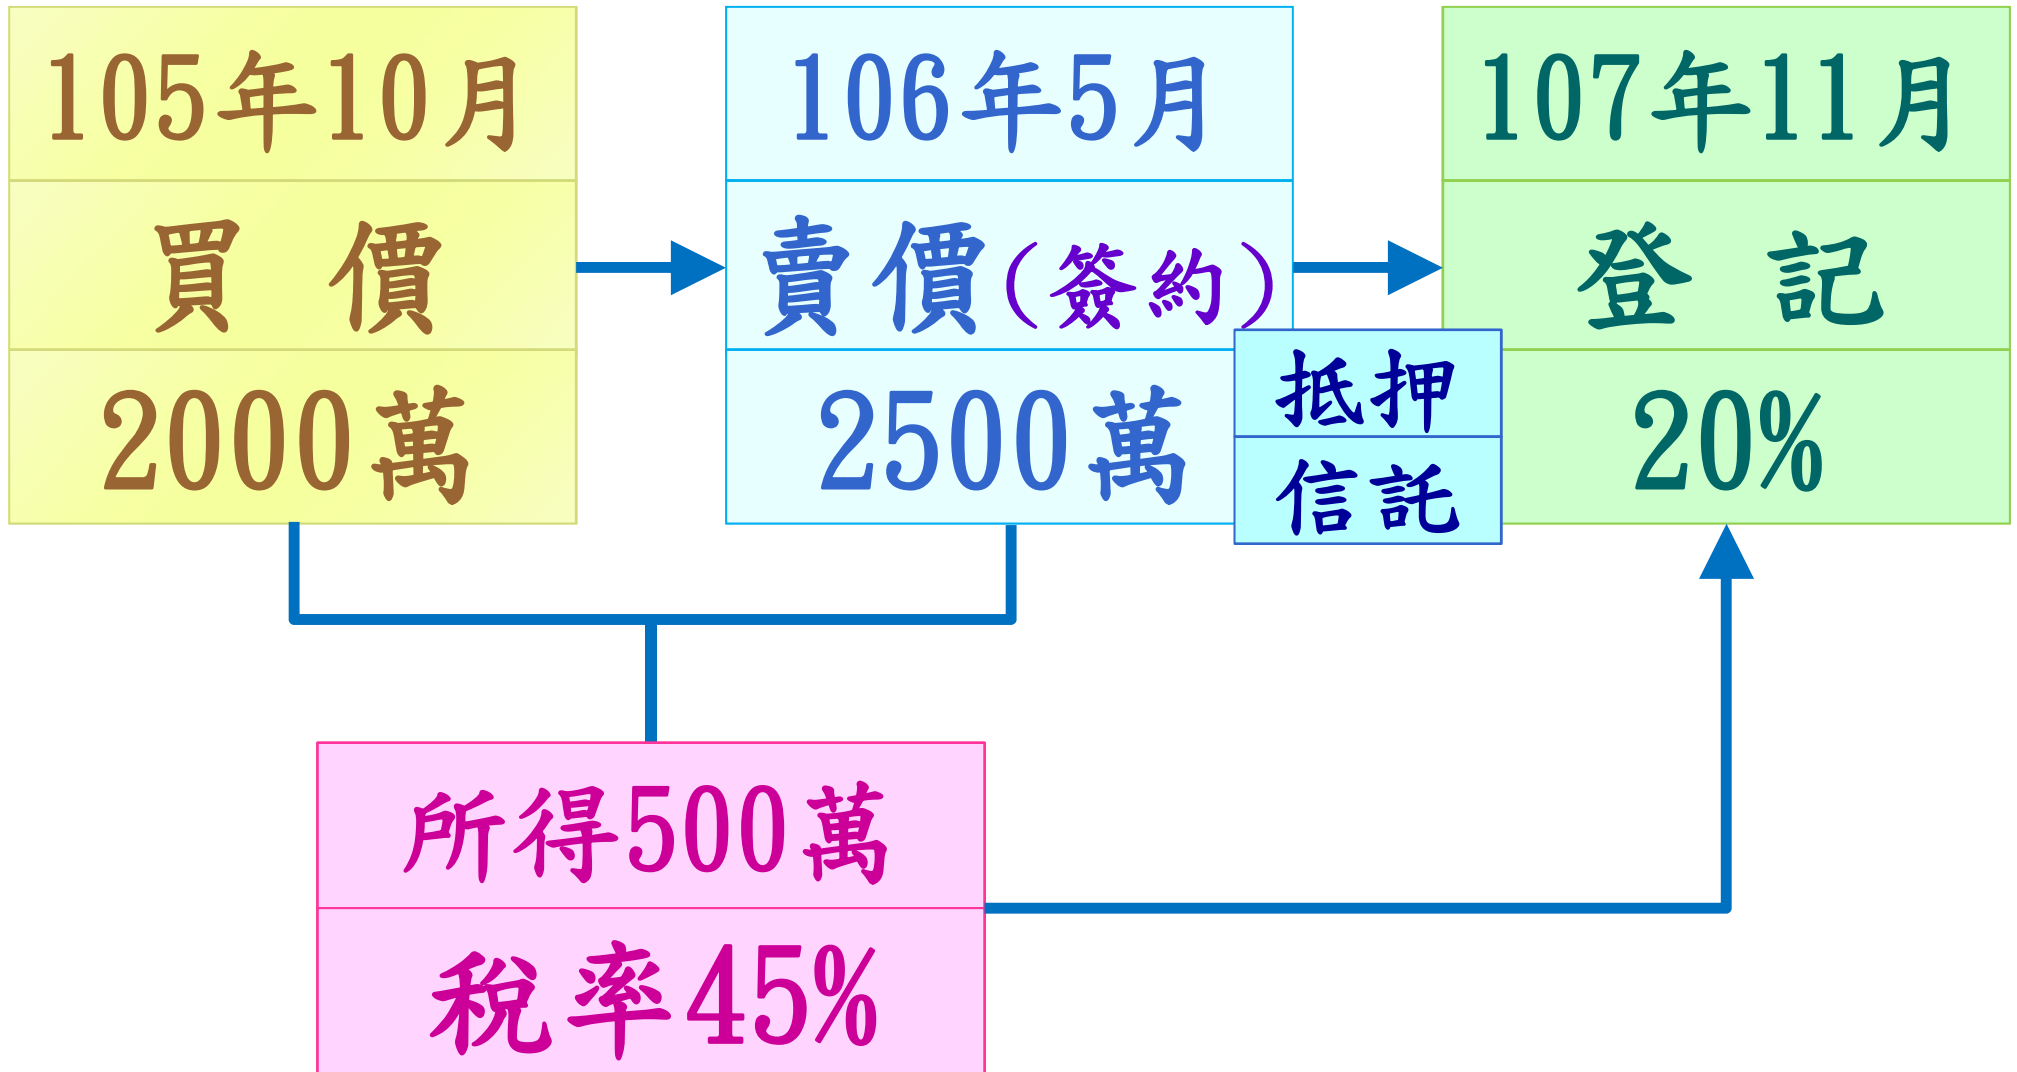 105年10月
買 價
2000萬
106年5月
賣價(簽約)
2500萬
抵押
信託
107年11月
登 記
20%
所得500萬
稅率45%